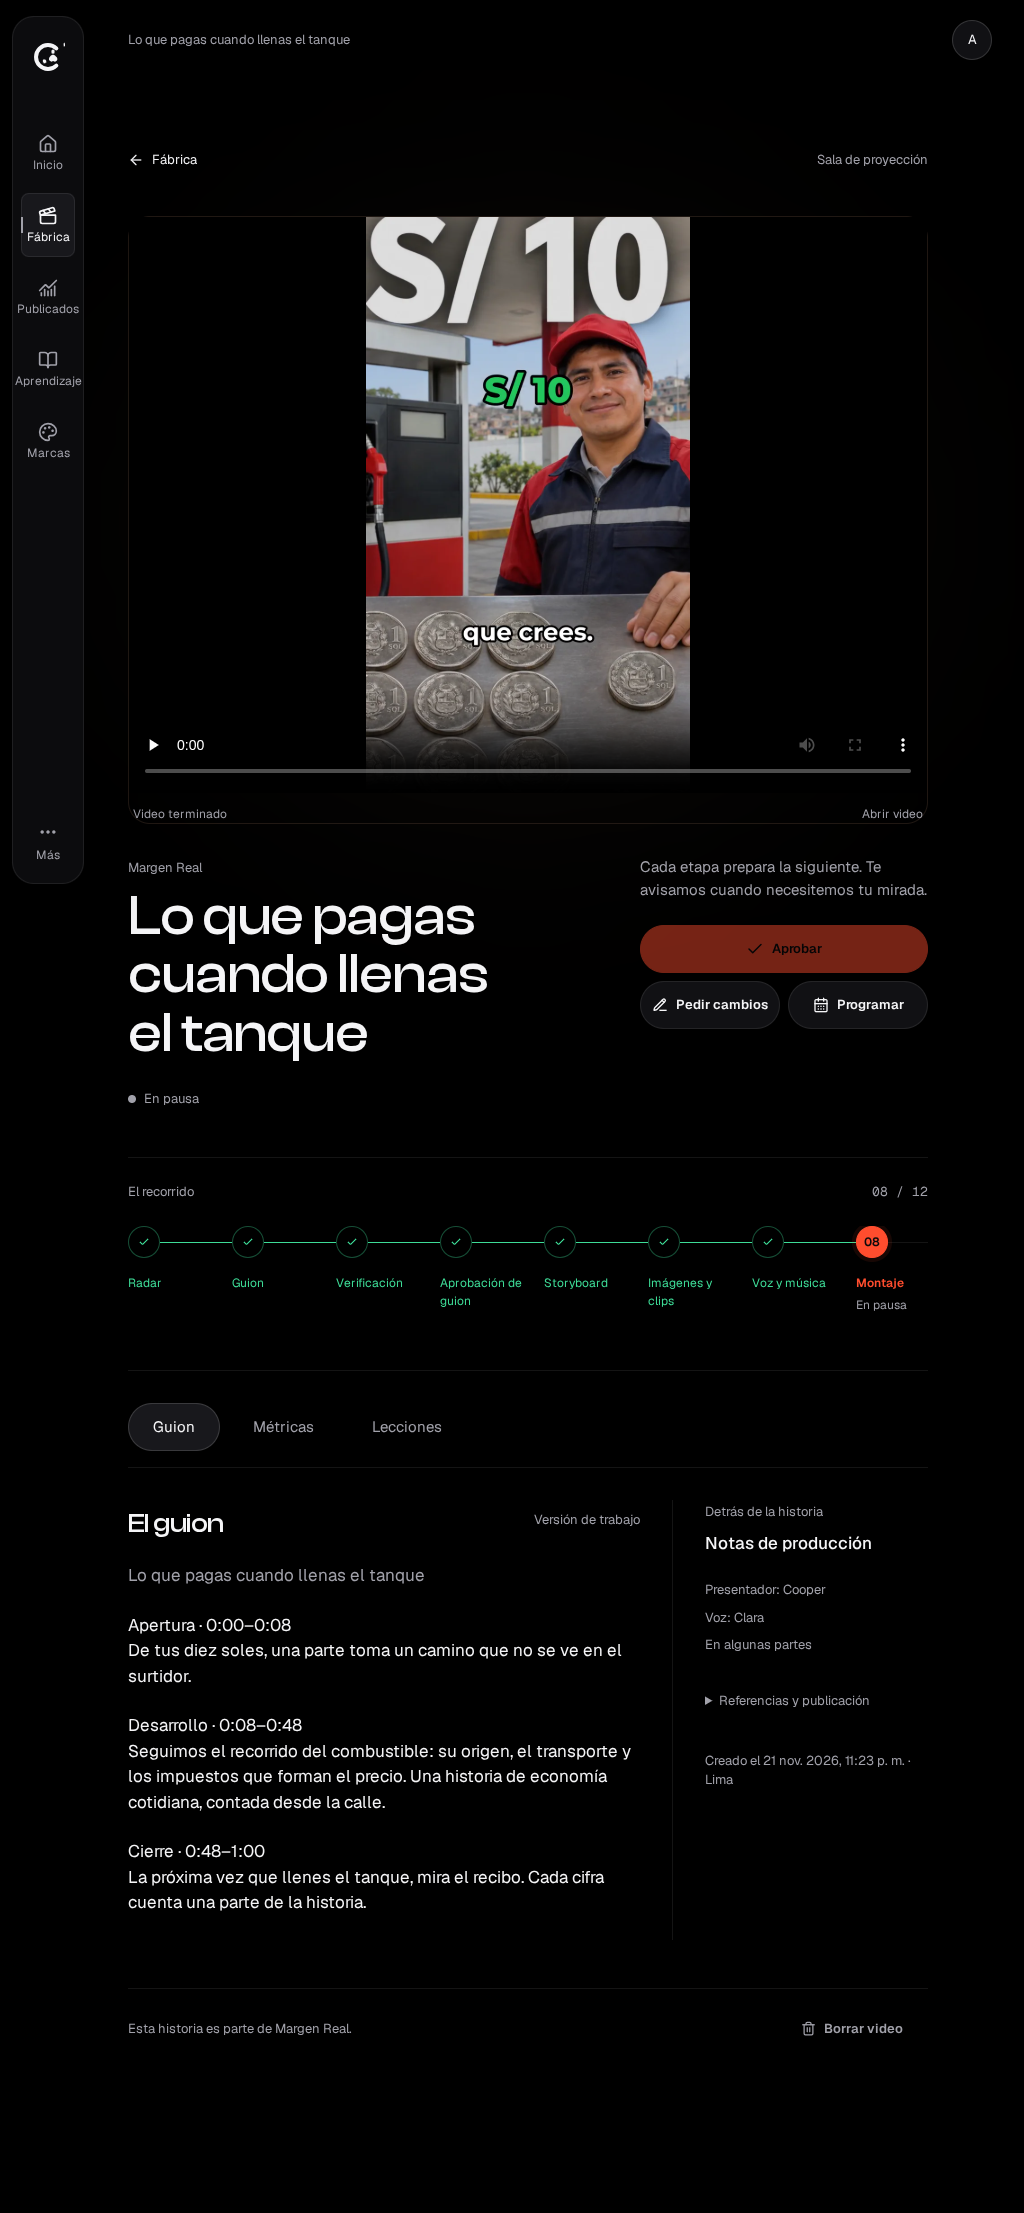 Lo que pagas cuando llenas el tanque
A
Inicio
Fábrica
Publicados
Aprendizaje
Marcas
Más
Fábrica
Sala de proyección
S/ 10
S/ 10
que crees.
0:00
Video terminado
Abrir video
Margen Real
Lo que pagas
cuando llenas
el tanque
En pausa
Cada etapa prepara la siguiente. Te
avisamos cuando necesitemos tu mirada.
Aprobar
Pedir cambios
Programar
El recorrido
08 / 12
08
Radar
Guion
Verificación
Aprobación de
guion
Storyboard
Imágenes y
clips
Voz y música
Montaje
En pausa
Guion
Métricas
Lecciones
El guion
Versión de trabajo
Lo que pagas cuando llenas el tanque
Apertura · 0:00–0:08
De tus diez soles, una parte toma un camino que no se ve en el
surtidor.
Desarrollo · 0:08–0:48
Seguimos el recorrido del combustible: su origen, el transporte y
los impuestos que forman el precio. Una historia de economía
cotidiana, contada desde la calle.
Cierre · 0:48–1:00
La próxima vez que llenes el tanque, mira el recibo. Cada cifra
cuenta una parte de la historia.
Detrás de la historia
Notas de producción
Presentador: Cooper
Voz: Clara
En algunas partes
Referencias y publicación
Creado el 21 nov. 2026, 11:23 p. m. ·
Lima
Esta historia es parte de Margen Real.
Borrar video